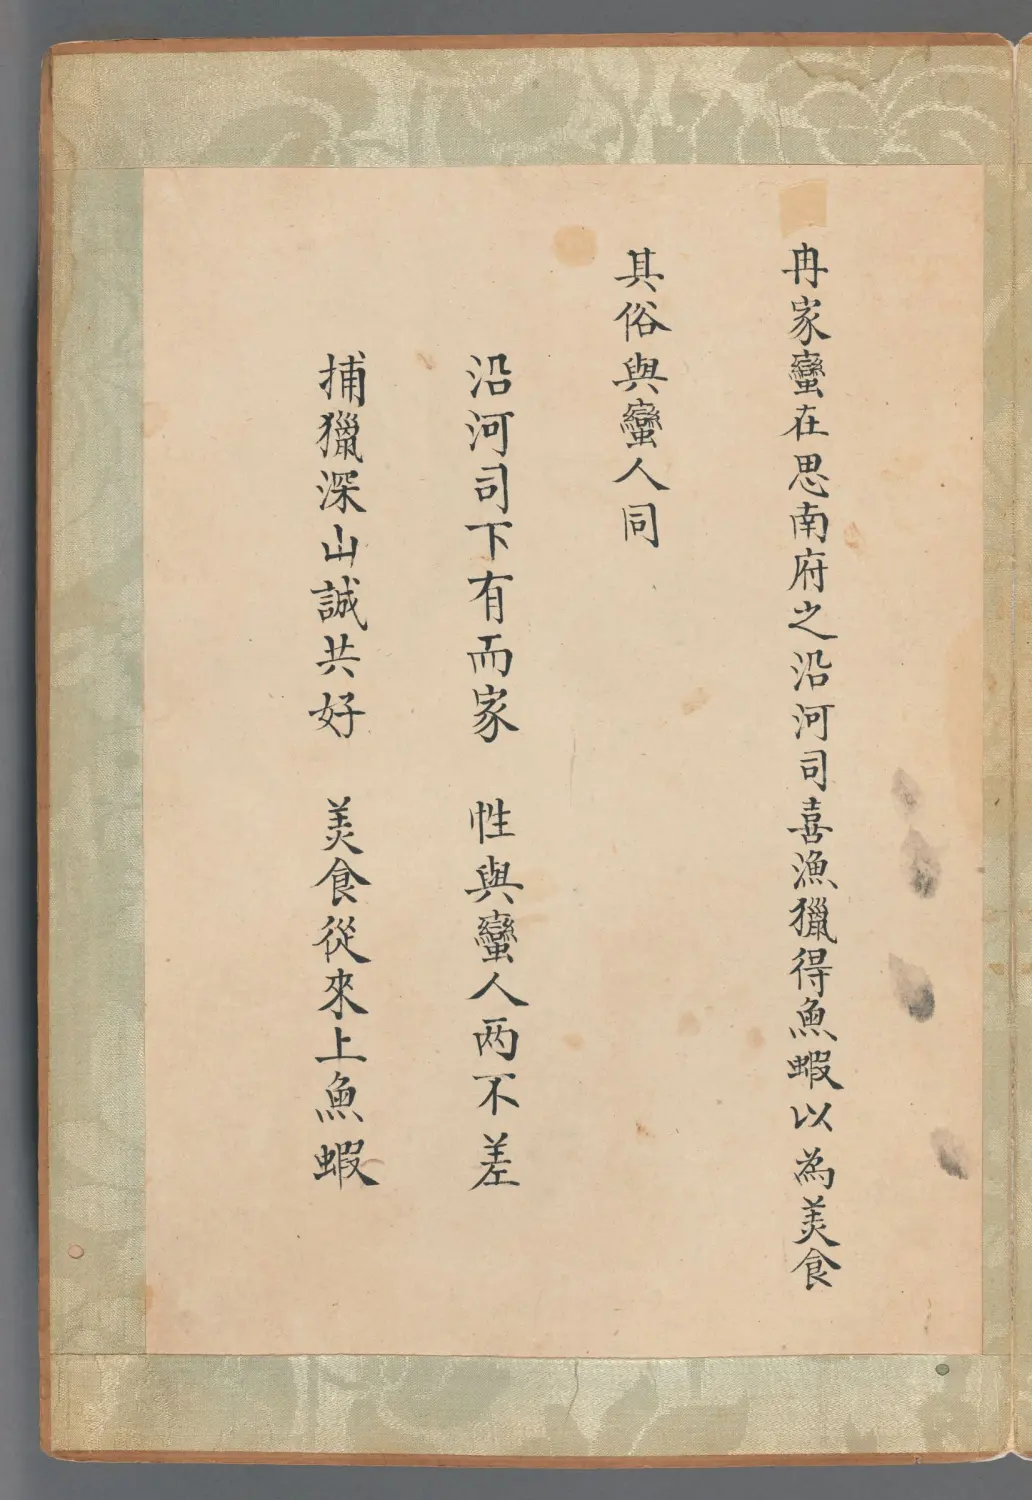 冉家蠻在思南府之沿河司喜漁獵得魚蝦以為美食
其俗與蠻人同
沿河司下有而家　性與蠻人两不差
捕獵深山誠共好　美食從來上魚蝦